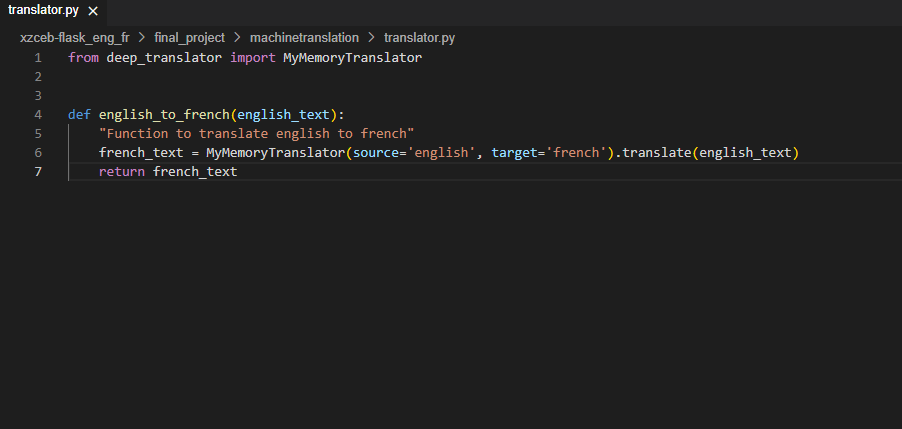 translator.py ×
xzceb-flask_eng_fr > final_project > machinetranslation > translator.py
1 from deep_translator import MyMemoryTranslator
2
3
4 def english_to_french(english_text):
5     "Function to translate english to french"
6     french_text = MyMemoryTranslator(source='english', target='french').translate(english_text)
7     return french_text